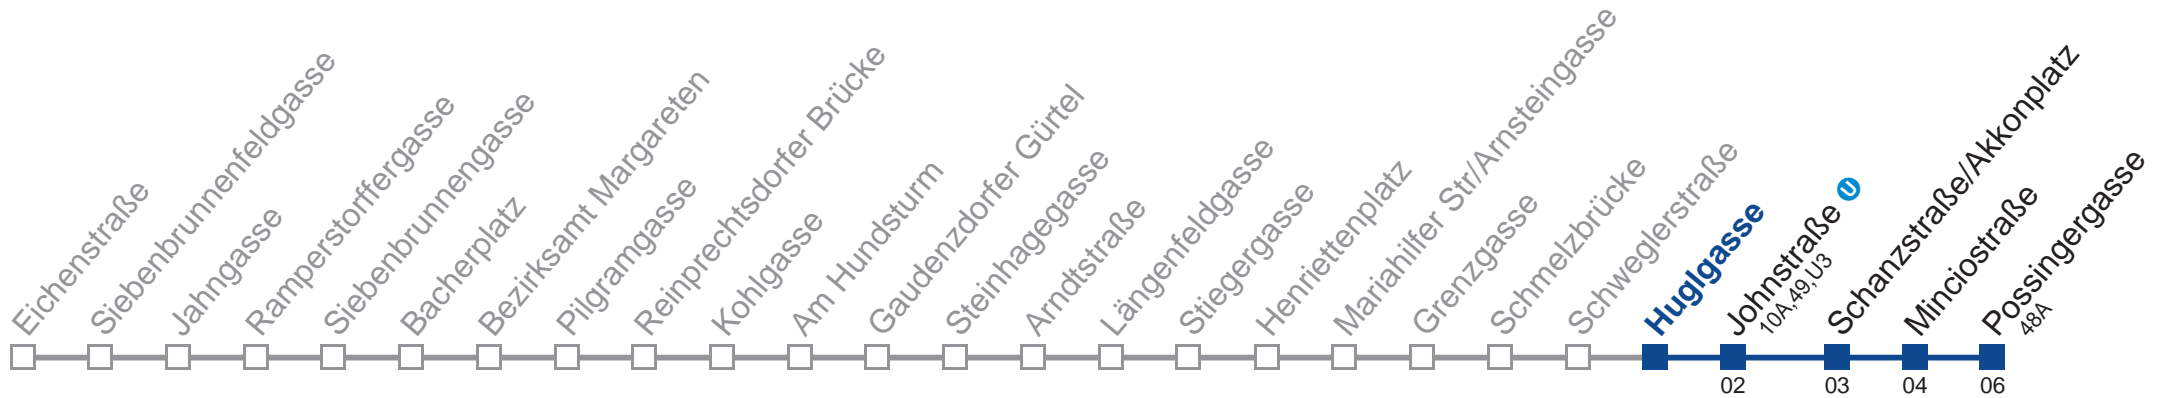 Eichenstraße
Siebenbrunnenfeldgasse
Jahngasse
Ramperstoffergasse
Siebenbrunnengasse
Bacherplatz
Bezirksamt Margareten
Pilgramgasse
Reinprechtsdorfer Brücke
Kohlgasse
Am Hundsturm
Gaudenzdorfer Gürtel
Steinhagegasse
Arndtstraße
Längenfeldgasse
Stiegergasse
Henriettenplatz
Mariahilfer Str/Arnsteingasse
Grenzgasse
Schmelzbrücke
Schweglerstraße
Huglgasse
Johnstraße U
10A, 49, U3
Schanzstraße/Akkonplatz
Minciostraße
Possingergasse
48A
02
03
04
06